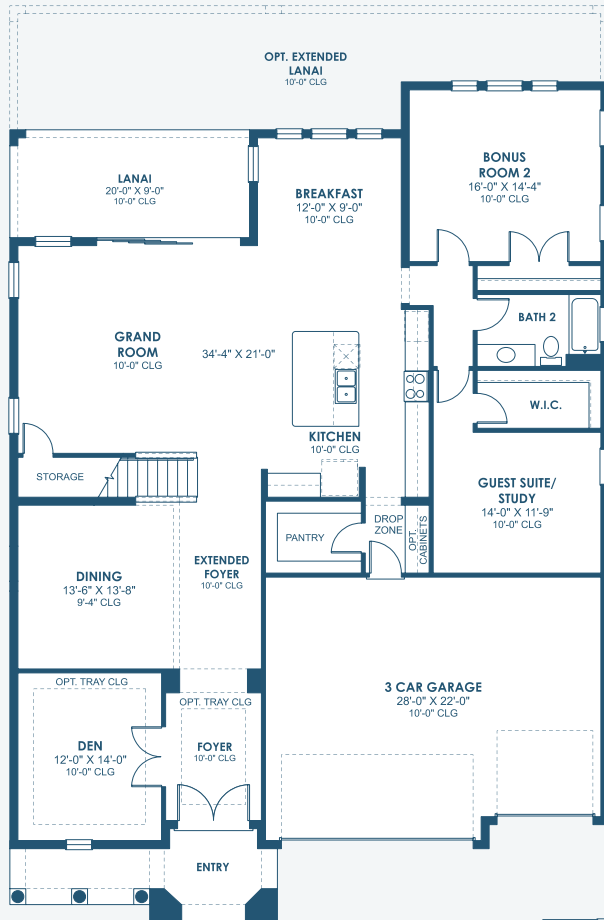 OPT. EXTENDED
LANAI
10'-0" CLG
LANAI
20'-0" X 9'-0"
10'-0" CLG
BREAKFAST
12'-0" X 9'-0"
10'-0" CLG
BONUS
ROOM 2
16'-0" X 14'-4"
10'-0" CLG
BATH 2
GRAND
ROOM
10'-0" CLG
34'-4" X 21'-0"
W.I.C.
KITCHEN
10'-0" CLG
STORAGE
GUEST SUITE/
STUDY
14'-0" X 11'-9"
10'-0" CLG
PANTRY
DROP
ZONE
OPT.
CABINETS
DINING
13'-6" X 13'-8"
9'-4" CLG
EXTENDED
FOYER
10'-0" CLG
OPT. TRAY CLG
DEN
12'-0" X 14'-0"
10'-0" CLG
OPT. TRAY CLG
FOYER
10'-0" CLG
3 CAR GARAGE
28'-0" X 22'-0"
10'-0" CLG
ENTRY